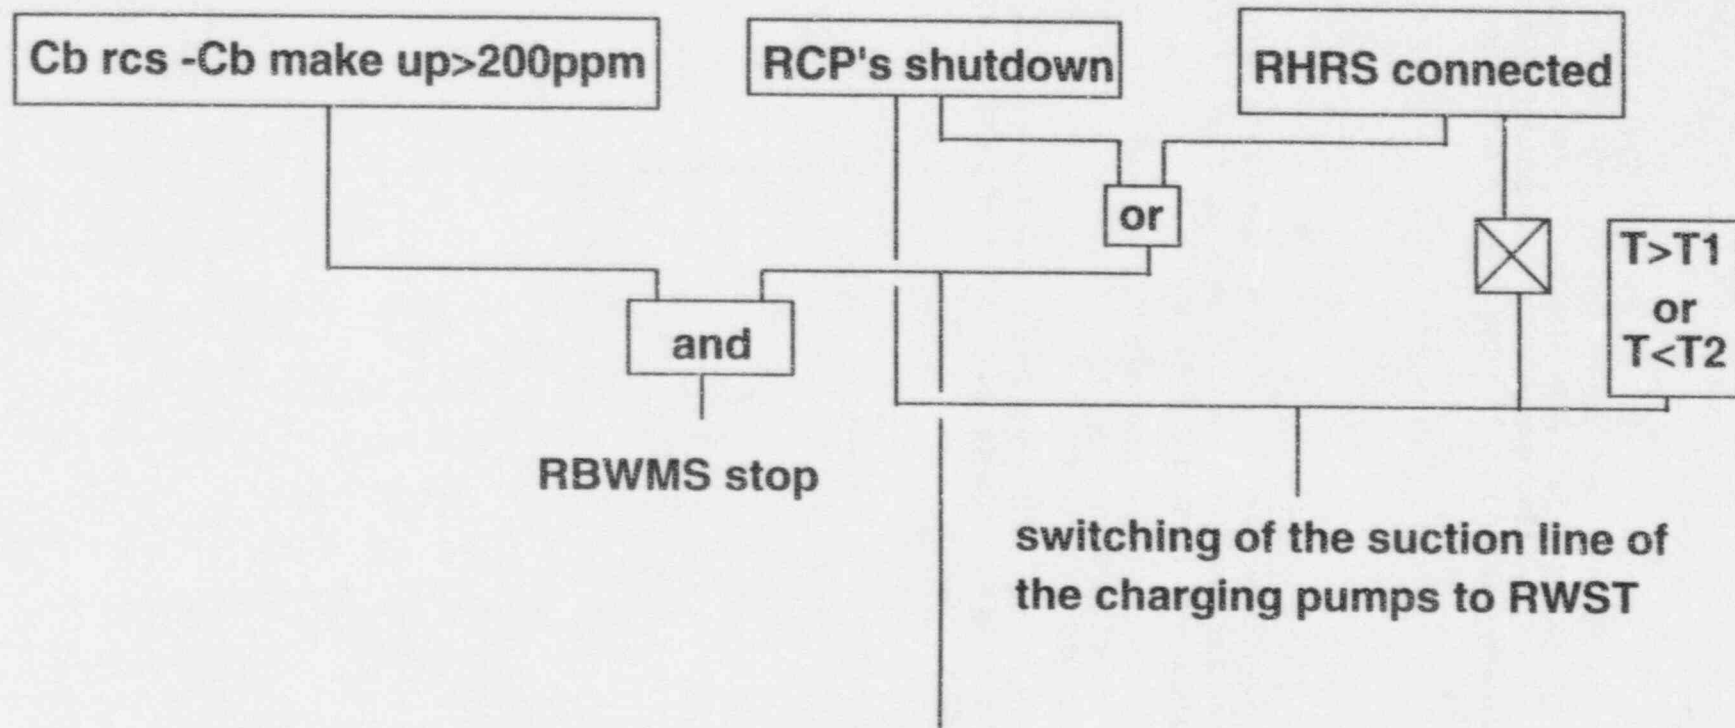 Cb rcs -Cb make up>200ppm
RCP's shutdown
RHRS connected
or
T>T1
or
T<T2
and
RBWMS stop
switching of the suction line of
the charging pumps to RWST